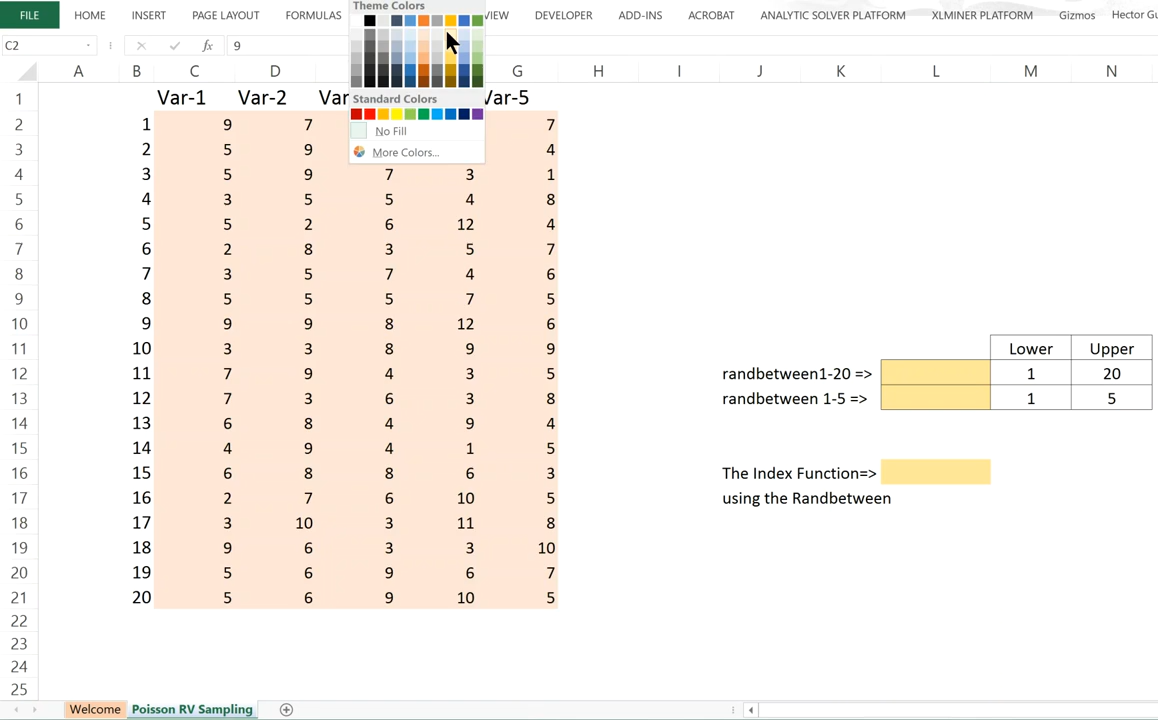 FILE HOME INSERT PAGE LAYOUT FORMULAS VIEW DEVELOPER ADD-INS ACROBAT ANALYTIC SOLVER PLATFORM XLMINER PLATFORM Gizmos Hector Gu
Theme Colors
C2 fx 9
A B C D G H I J K L M N
Standard Colors
No Fill
More Colors...
1 Var-1 Var-2 Var Var-5
2 1 9 7 7
3 2 5 9 4
4 3 5 9 7 3 1
5 4 3 5 5 4 8
6 5 5 2 6 12 4
7 6 2 8 3 5 7
8 7 3 5 7 4 6
9 8 5 5 5 7 5
10 9 9 9 8 12 6
11 10 3 3 8 9 9 Lower Upper
12 11 7 9 4 3 5 randbetween1-20 => 1 20
13 12 7 3 6 3 8 randbetween 1-5 => 1 5
14 13 6 8 4 9 4
15 14 4 9 4 1 5
16 15 6 8 8 6 3 The Index Function=>
17 16 2 7 6 10 5 using the Randbetween
18 17 3 10 3 11 8
19 18 9 6 3 3 10
20 19 5 6 9 6 7
21 20 5 6 9 10 5
22
23
24
25
Welcome Poisson RV Sampling